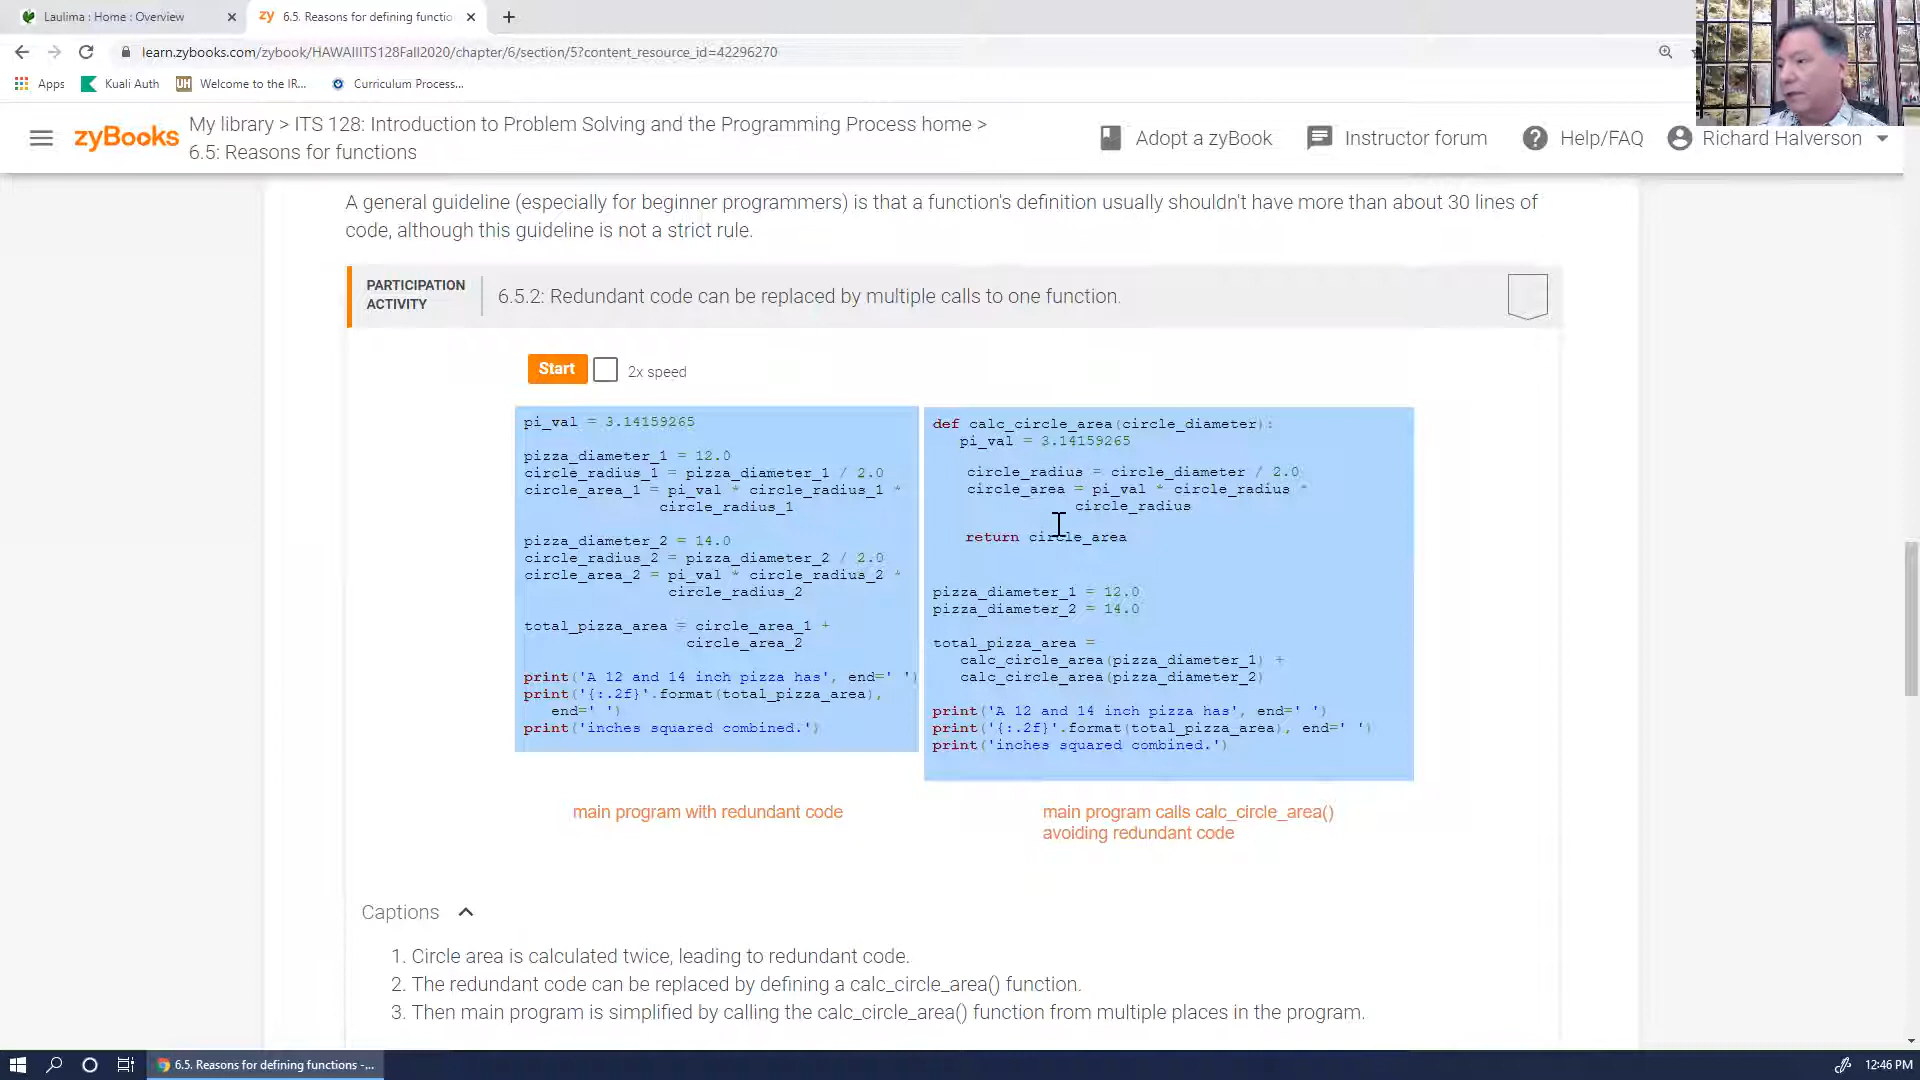 Laulima : Home : Overview
zy 6.5. Reasons for defining functio
learn.zybooks.com/zybook/HAWAIIITS128Fall2020/chapter/6/section/5?content_resource_id=42296270
Apps
Kuali Auth
UH Welcome to the IR...
Curriculum Process...
zyBooks
My library > ITS 128: Introduction to Problem Solving and the Programming Process home >
6.5: Reasons for functions
Adopt a zyBook
Instructor forum
Help/FAQ
Richard Halverson
A general guideline (especially for beginner programmers) is that a function's definition usually shouldn't have more than about 30 lines of
code, although this guideline is not a strict rule.
PARTICIPATION
ACTIVITY
6.5.2: Redundant code can be replaced by multiple calls to one function.
Start
2x speed
pi_val = 3.14159265
pizza_diameter_1 = 12.0
circle_radius_1 = pizza_diameter_1 / 2.0
circle_area_1 = pi_val * circle_radius_1 *
circle_radius_1
pizza_diameter_2 = 14.0
circle_radius_2 = pizza_diameter_2 / 2.0
circle_area_2 = pi_val * circle_radius_2 *
circle_radius_2
total_pizza_area = circle_area_1 +
circle_area_2
print('A 12 and 14 inch pizza has', end=' ')
print('{:.2f}'.format(total_pizza_area),
end=' ')
print('inches squared combined.')
def calc_circle_area(circle_diameter):
pi_val = 3.14159265
circle_radius = circle_diameter / 2.0
circle_area = pi_val * circle_radius *
circle_radius
return circle_area
pizza_diameter_1 = 12.0
pizza_diameter_2 = 14.0
total_pizza_area =
calc_circle_area(pizza_diameter_1) +
calc_circle_area(pizza_diameter_2)
print('A 12 and 14 inch pizza has', end=' ')
print('{:.2f}'.format(total_pizza_area), end=' ')
print('inches squared combined.')
main program with redundant code
main program calls calc_circle_area()
avoiding redundant code
Captions
1. Circle area is calculated twice, leading to redundant code.
2. The redundant code can be replaced by defining a calc_circle_area() function.
3. Then main program is simplified by calling the calc_circle_area() function from multiple places in the program.
6.5. Reasons for defining functions -...
12:46 PM